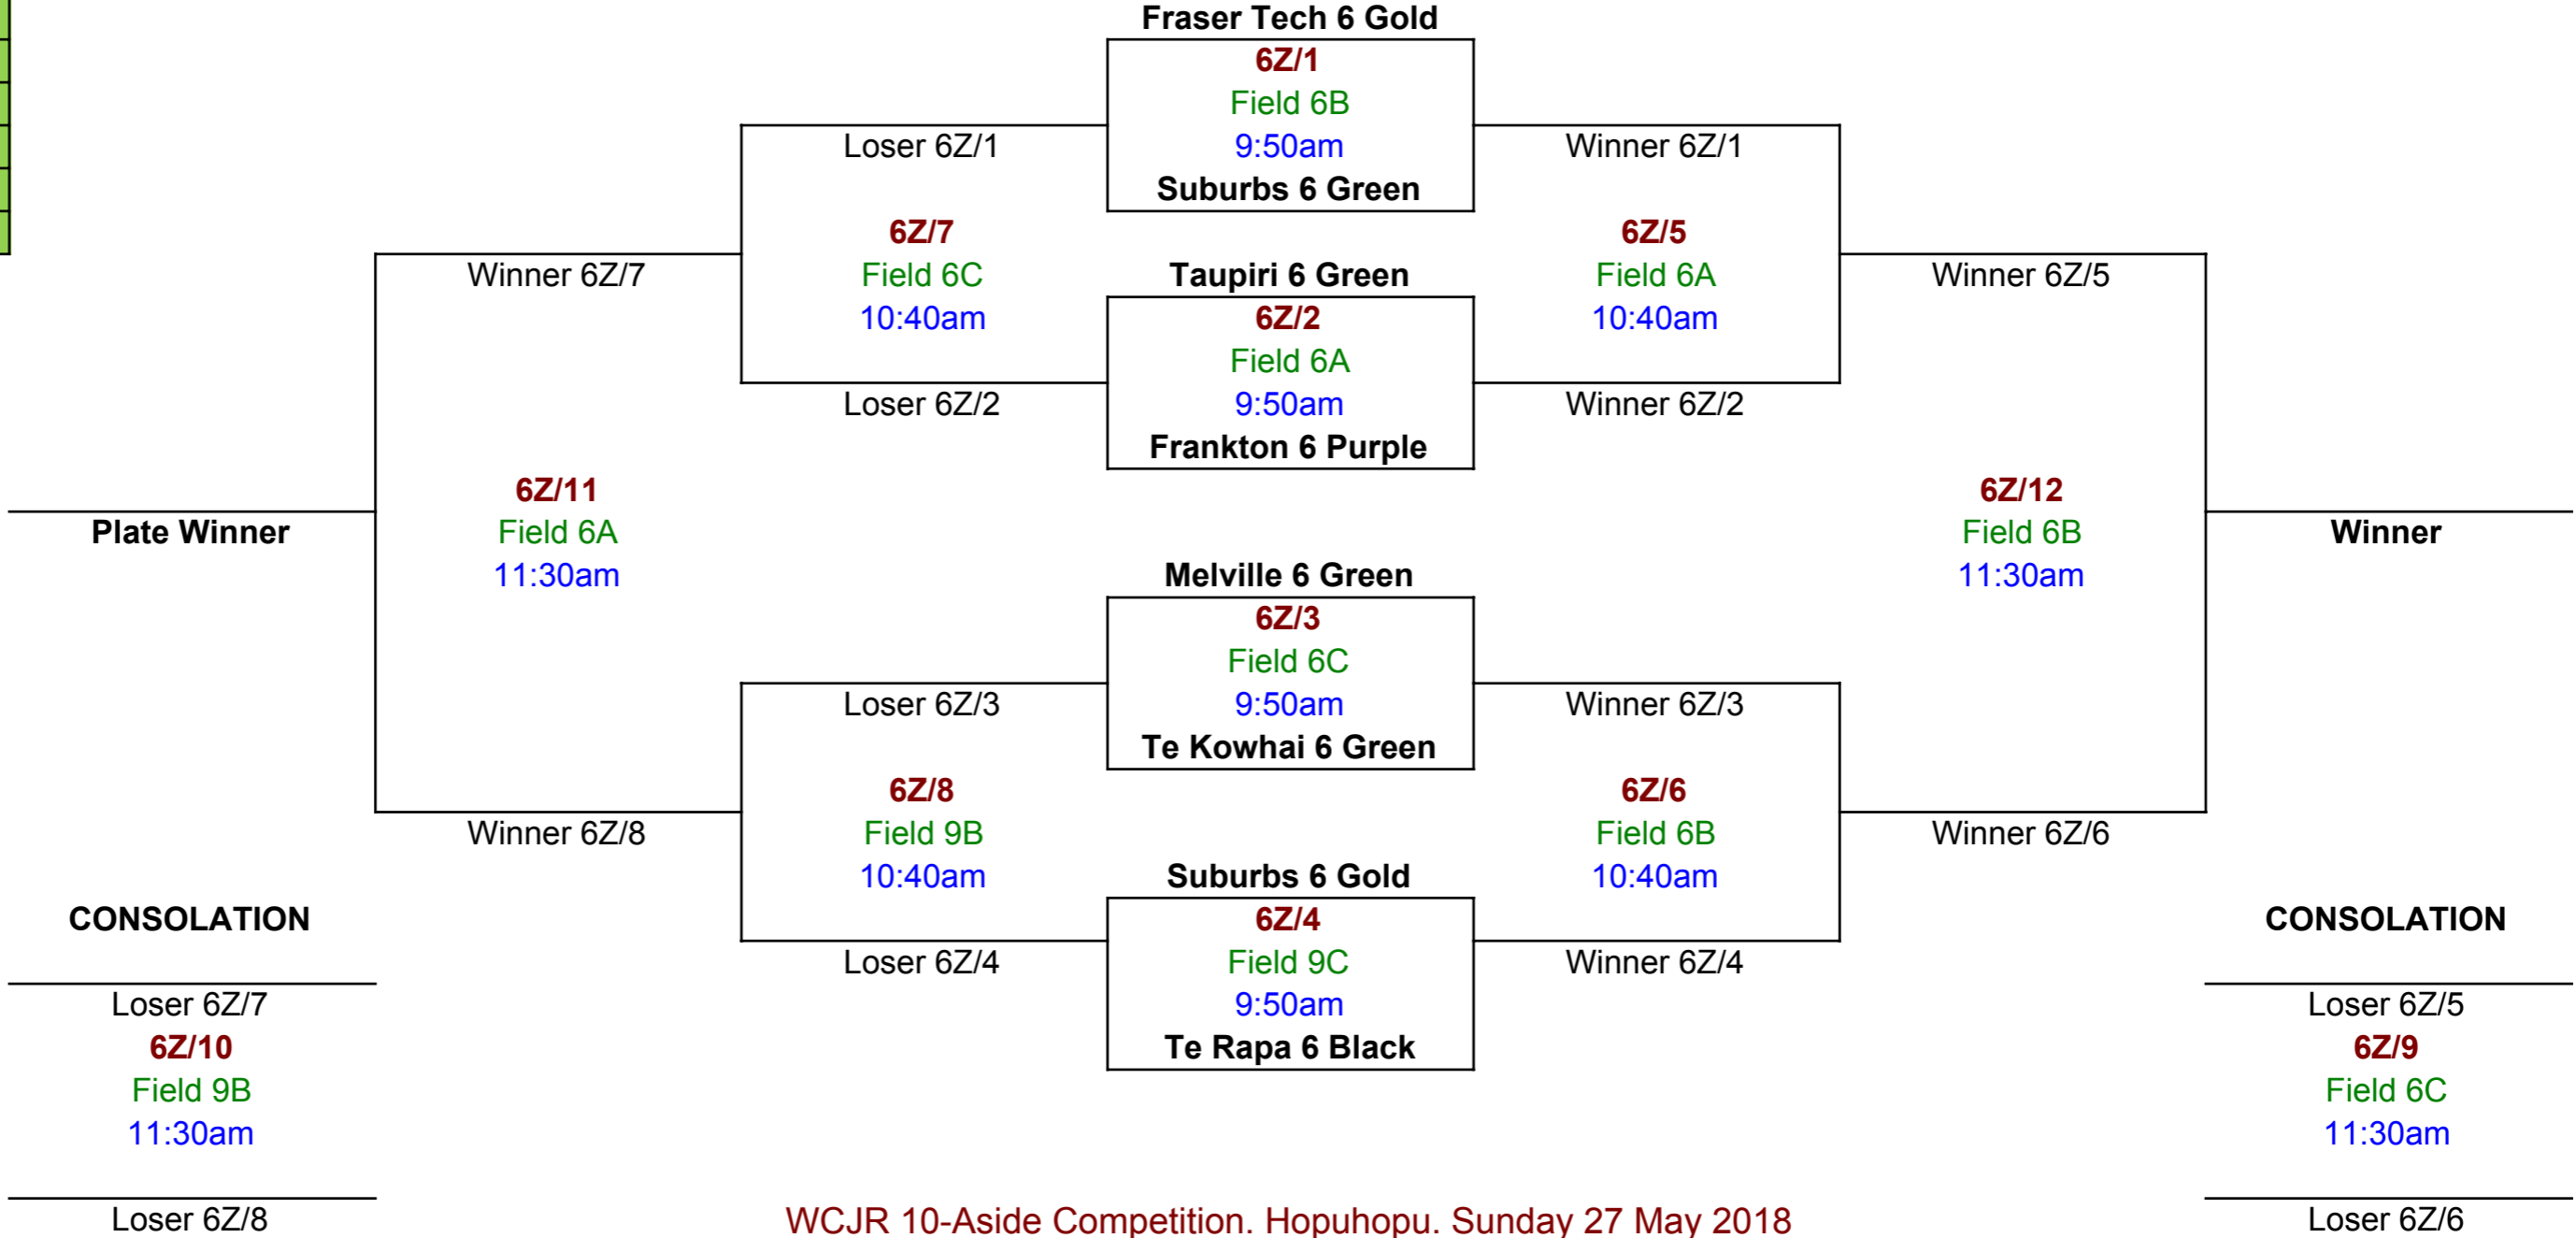 Fraser Tech 6 Gold
6Z/1
Field 6B
Loser 6Z/1 9:50am Winner 6Z/1
Suburbs 6 Green
6Z/7 6Z/5
Winner 6Z/7 Field 6C Taupiri 6 Green Field 6A Winner 6Z/5
10:40am 6Z/2 10:40am
Field 6A
Loser 6Z/2 9:50am Winner 6Z/2
Frankton 6 Purple
6Z/11 6Z/12
Plate Winner Field 6A Field 6B Winner
11:30am Melville 6 Green 11:30am
6Z/3
Field 6C
Loser 6Z/3 9:50am Winner 6Z/3
Te Kowhai 6 Green
6Z/8 6Z/6
Winner 6Z/8 Field 9B Field 6B Winner 6Z/6
10:40am Suburbs 6 Gold 10:40am
CONSOLATION 6Z/4 CONSOLATION
Loser 6Z/4 Field 9C Winner 6Z/4
Loser 6Z/7 9:50am Loser 6Z/5
6Z/10 Te Rapa 6 Black 6Z/9
Field 9B Field 6C
11:30am 11:30am
Loser 6Z/8 WCJR 10-Aside Competition. Hopuhopu. Sunday 27 May 2018 Loser 6Z/6